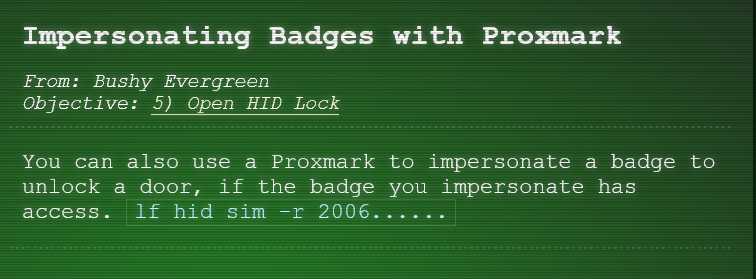 Impersonating Badges with Proxmark
From: Bushy Evergreen
Objective: 5) Open HID Lock
You can also use a Proxmark to impersonate a badge to
unlock a door, if the badge you impersonate has
access. lf hid sim -r 2006......